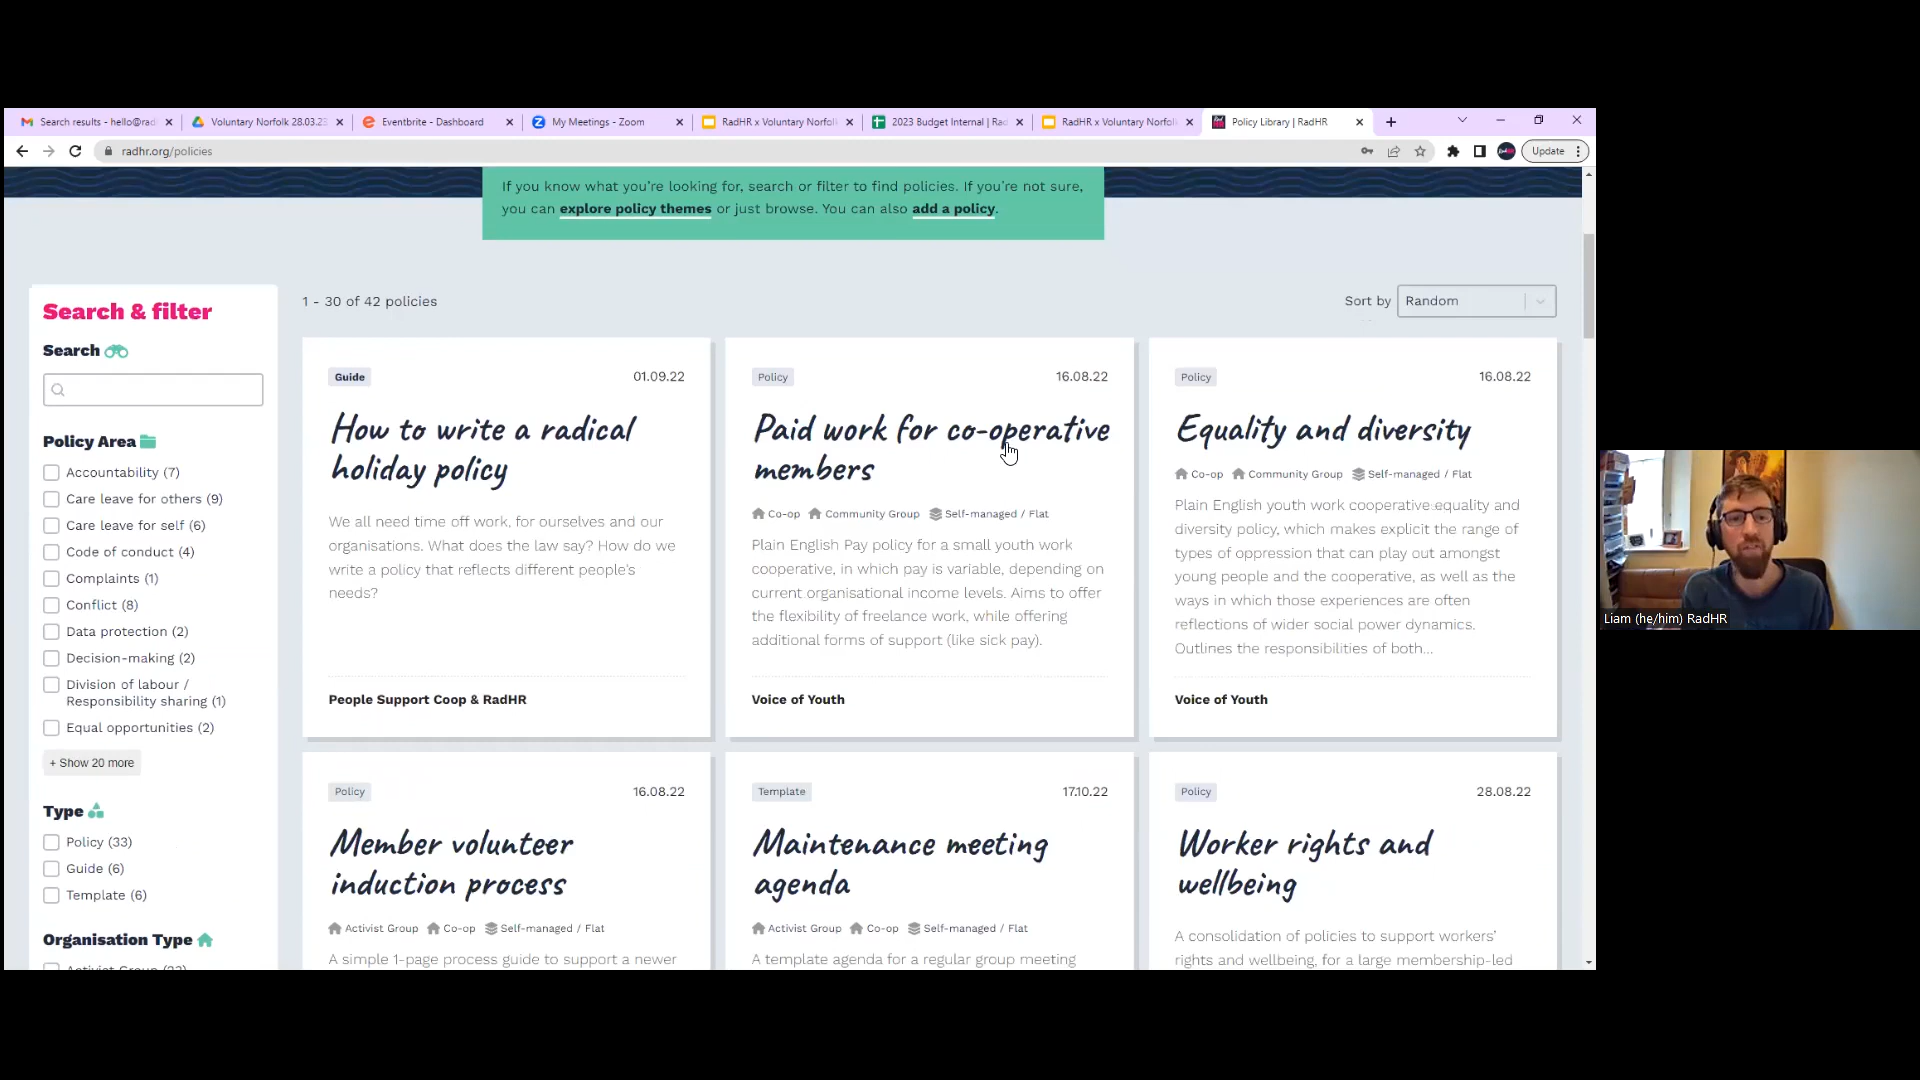 Search results - hello@rad
Voluntary Norfolk 28.03.23
Eventbrite - Dashboard
My Meetings - Zoom
RadHR x Voluntary Norfol
2023 Budget Internal | Rad
RadHR x Voluntary Norfol
Policy Library | RadHR
radhr.org/policies
Update
If you know what you're looking for, search or filter to find policies. If you're not sure,
you can explore policy themes or just browse. You can also add a policy.
Search & filter
Search
Policy Area
Accountability (7)
Care leave for others (9)
Care leave for self (6)
Code of conduct (4)
Complaints (1)
Conflict (8)
Data protection (2)
Decision-making (2)
Division of labour /
Responsibility sharing (1)
Equal opportunities (2)
+ Show 20 more
Type
Policy (33)
Guide (6)
Template (6)
Organisation Type
1 - 30 of 42 policies
Sort by Random
Guide 01.09.22
How to write a radical
holiday policy
We all need time off work, for ourselves and our
organisations. What does the law say? How do we
write a policy that reflects different people's
needs?
People Support Coop & RadHR
Policy 16.08.22
Paid work for co-operative
members
Co-op Community Group Self-managed / Flat
Plain English Pay policy for a small youth work
cooperative, in which pay is variable, depending on
current organisational income levels. Aims to offer
the flexibility of freelance work, while offering
additional forms of support (like sick pay).
Voice of Youth
Policy 16.08.22
Equality and diversity
Co-op Community Group Self-managed / Flat
Plain English youth work cooperative equality and
diversity policy, which makes explicit the range of
types of oppression that can play out amongst
young people and the cooperative, as well as the
ways in which those experiences are often
reflections of wider social power dynamics.
Outlines the responsibilities of both...
Voice of Youth
Policy 16.08.22
Member volunteer
induction process
Activist Group Co-op Self-managed / Flat
A simple 1-page process guide to support a newer
Template 17.10.22
Maintenance meeting
agenda
Activist Group Co-op Self-managed / Flat
A template agenda for a regular group meeting
Policy 28.08.22
Worker rights and
wellbeing
A consolidation of policies to support workers'
rights and wellbeing, for a large membership-led
Liam (he/him) RadHR